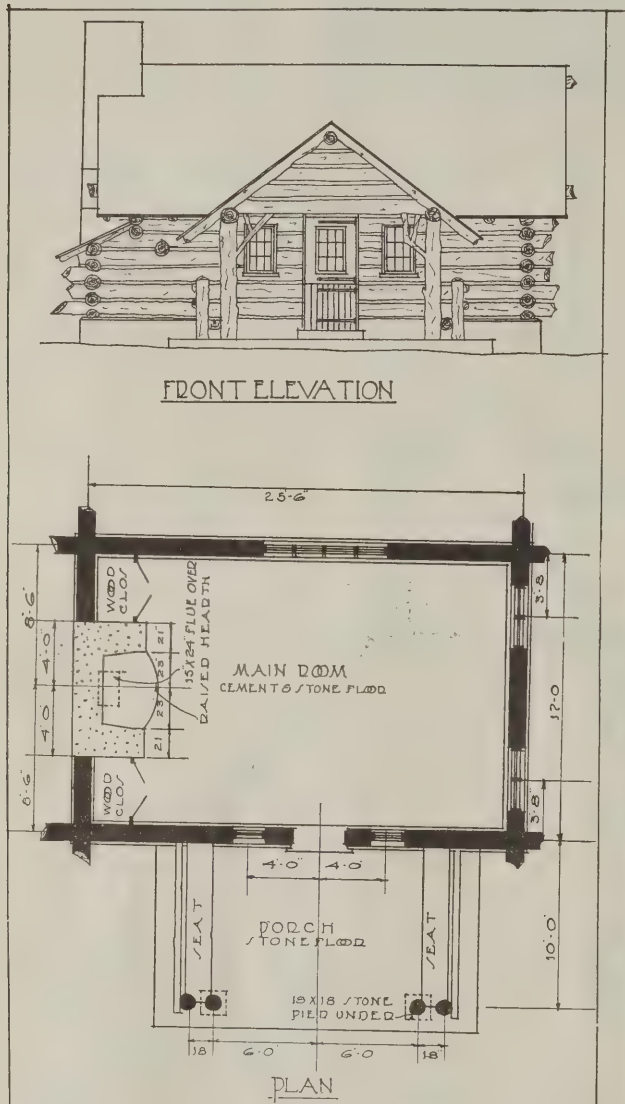 FRONT ELEVATION
25'-6"
8'-6"
4'-0"
4'-0"
8'-6"
WOOD
CLOS
15"X24" FLUE OVER
RAISED HEARTH
21"
23"
23"
21
MAIN ROOM
CEMENT & STONE FLOOR
WOOD
CLOS
3'-8"
17'-0
3'-8"
4'-0"
4'-0
SEAT
PORCH
STONE FLOOR
SEAT
10'-0"
18 X 18 STONE
PIER UNDER
18
6'-0
6'-0
18"
PLAN